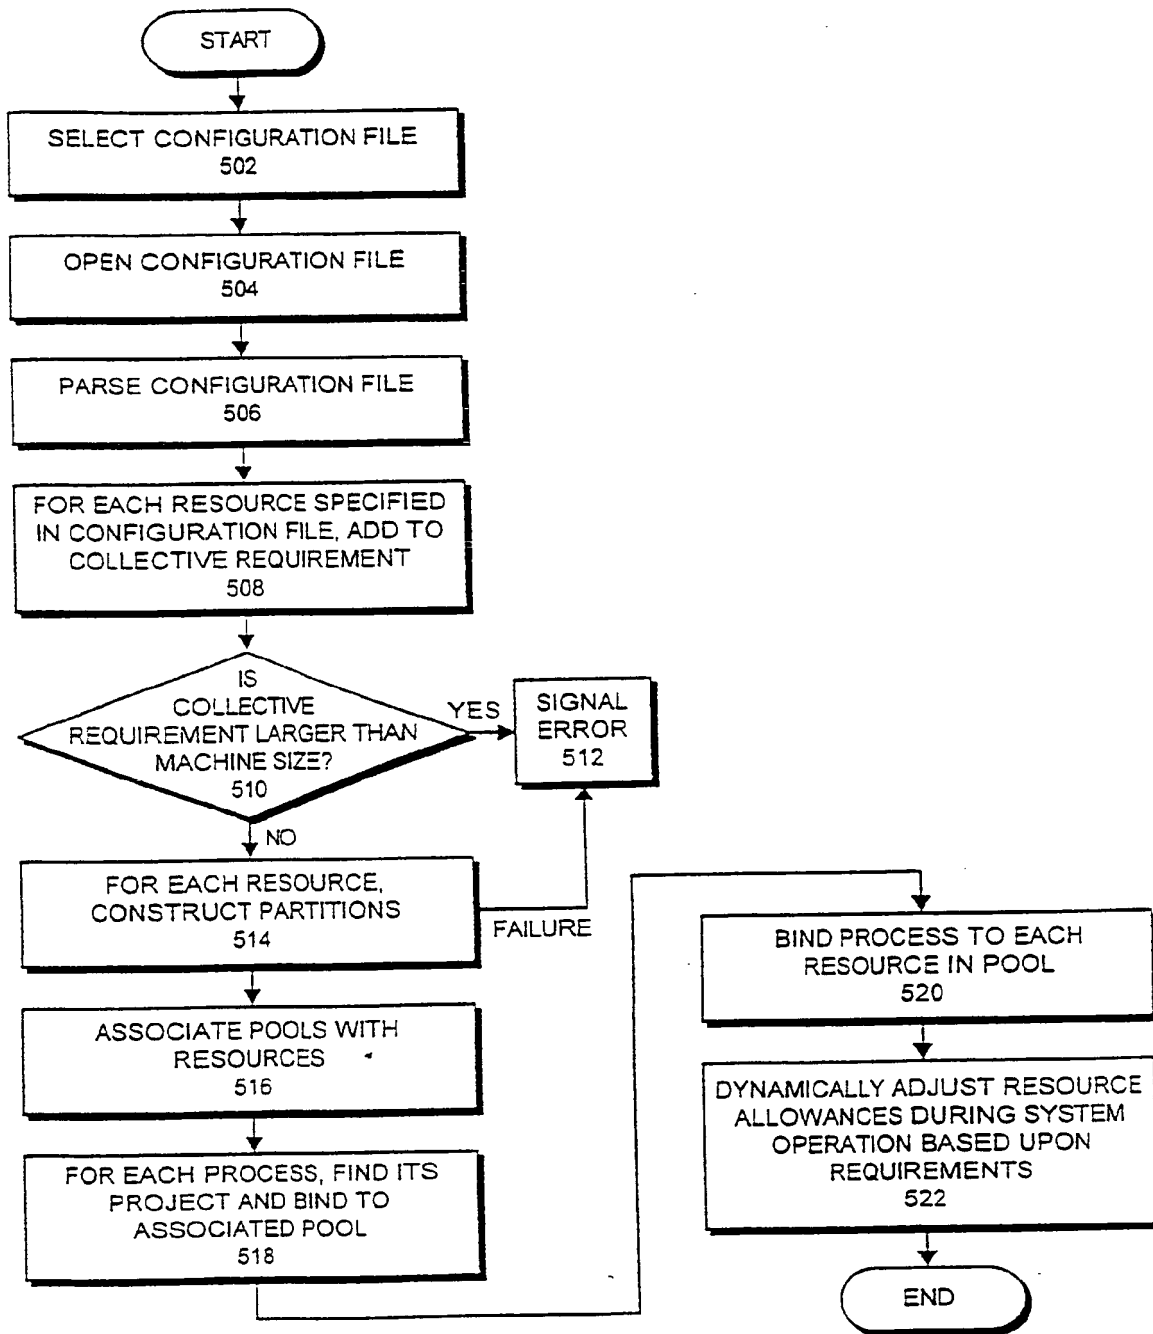 START
SELECT CONFIGURATION FILE
502
OPEN CONFIGURATION FILE
504
PARSE CONFIGURATION FILE
506
FOR EACH RESOURCE SPECIFIED
IN CONFIGURATION FILE, ADD TO
COLLECTIVE REQUIREMENT
508
IS
COLLECTIVE
REQUIREMENT LARGER THAN
MACHINE SIZE?
510
YES
SIGNAL
ERROR
512
NO
FOR EACH RESOURCE,
CONSTRUCT PARTITIONS
514
FAILURE
ASSOCIATE POOLS WITH
RESOURCES
516
FOR EACH PROCESS, FIND ITS
PROJECT AND BIND TO
ASSOCIATED POOL
518
BIND PROCESS TO EACH
RESOURCE IN POOL
520
DYNAMICALLY ADJUST RESOURCE
ALLOWANCES DURING SYSTEM
OPERATION BASED UPON
REQUIREMENTS
522
END